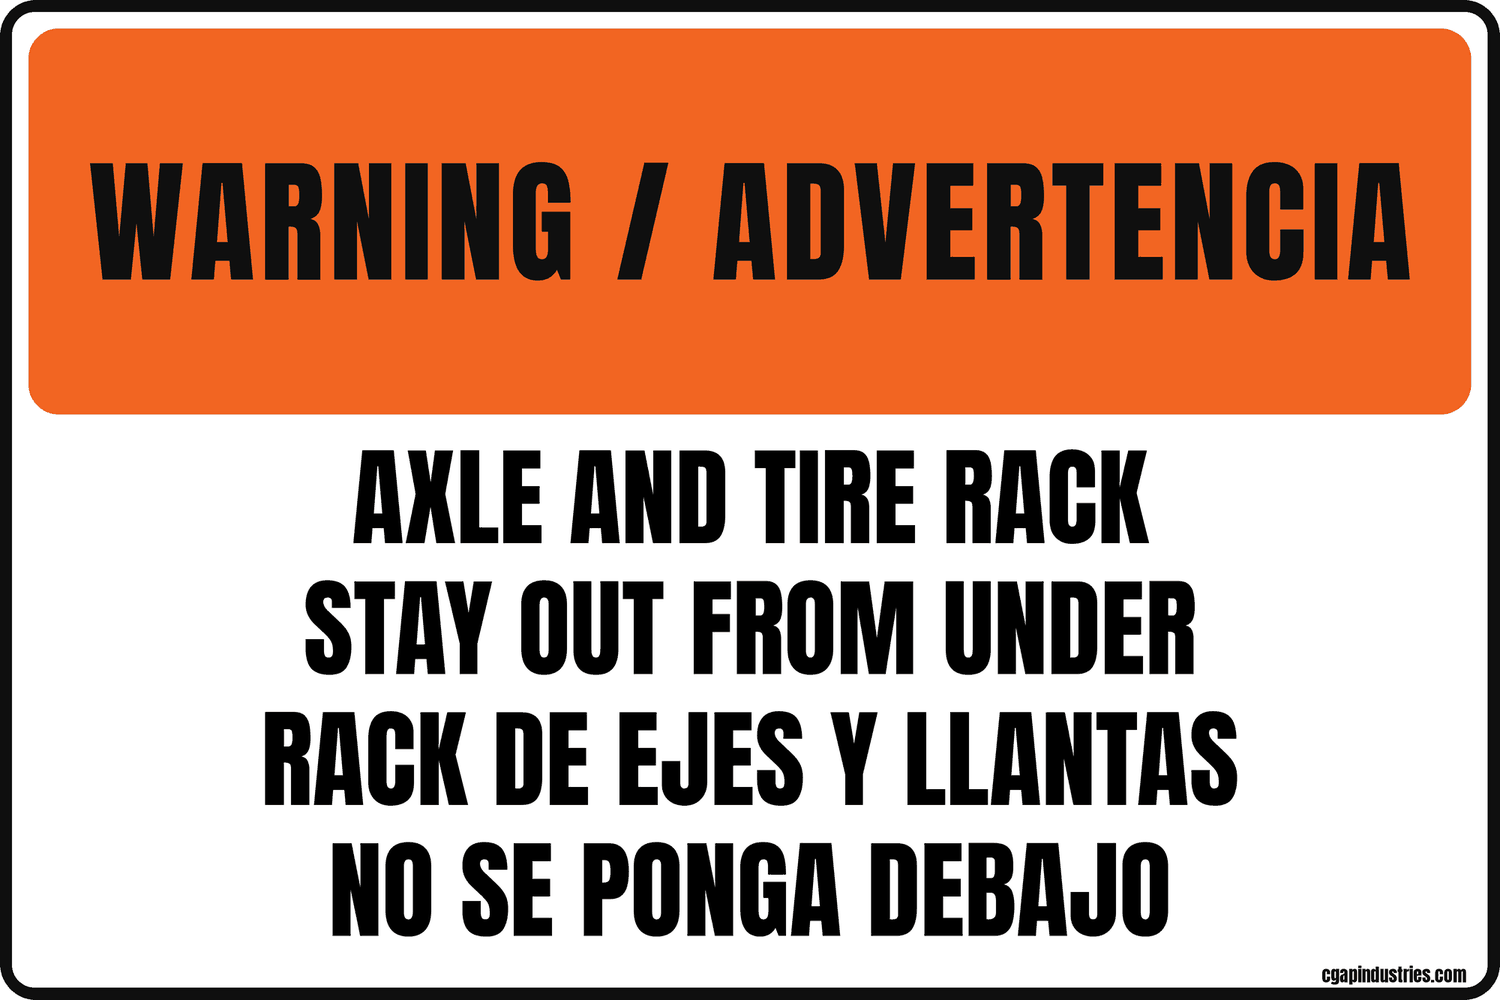 WARNING / ADVERTENCIA
AXLE AND TIRE RACK
STAY OUT FROM UNDER
RACK DE EJES Y LLANTAS
NO SE PONGA DEBAJO
cgapindustries.com